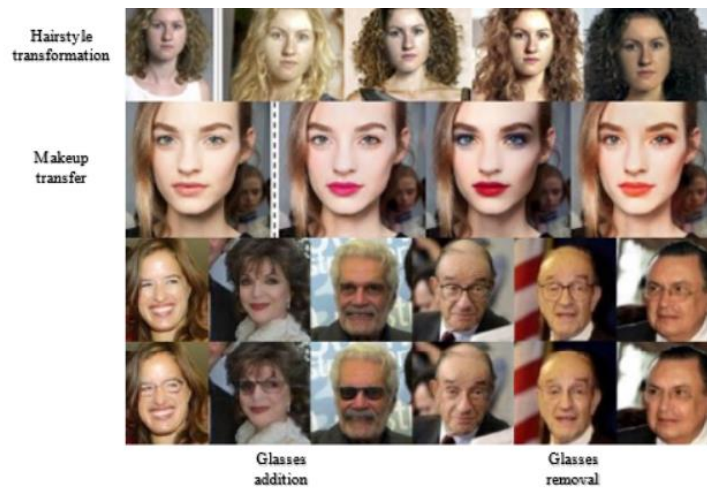 Hairstyle
transformation
Makeup
transfer
Glasses
addition
Glasses
removal